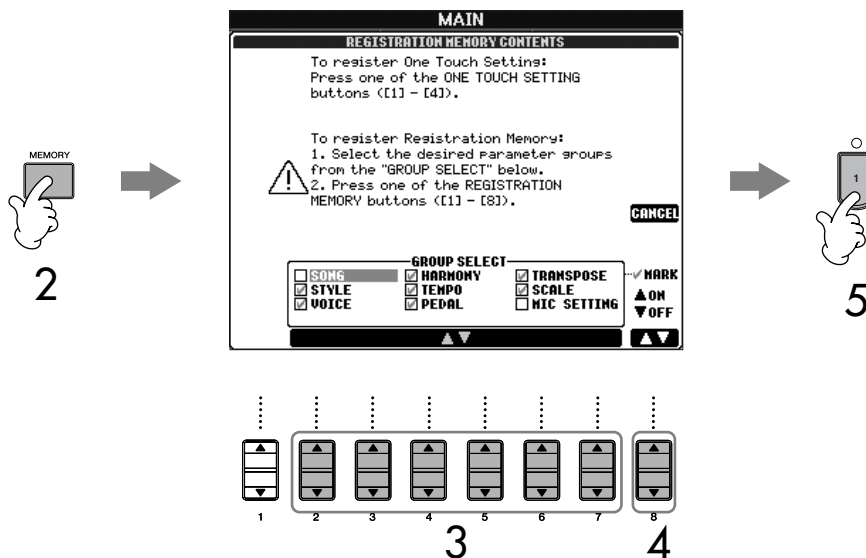 MAIN
REGISTRATION MEMORY CONTENTS
To register One Touch Setting:
Press one of the ONE TOUCH SETTING
buttons ([1] - [4]).
To register Registration Memory:
1. Select the desired parameter groups
from the "GROUP SELECT" below.
2. Press one of the REGISTRATION
MEMORY buttons ([1] - [8]).
CANCEL
GROUP SELECT
SONG HARMONY TRANSPOSE MARK
STYLE TEMPO SCALE ▲ON
VOICE PEDAL MIC SETTING ▼OFF
MEMORY
2
1
5
1 2 3 4 5 6 7 8
3 4